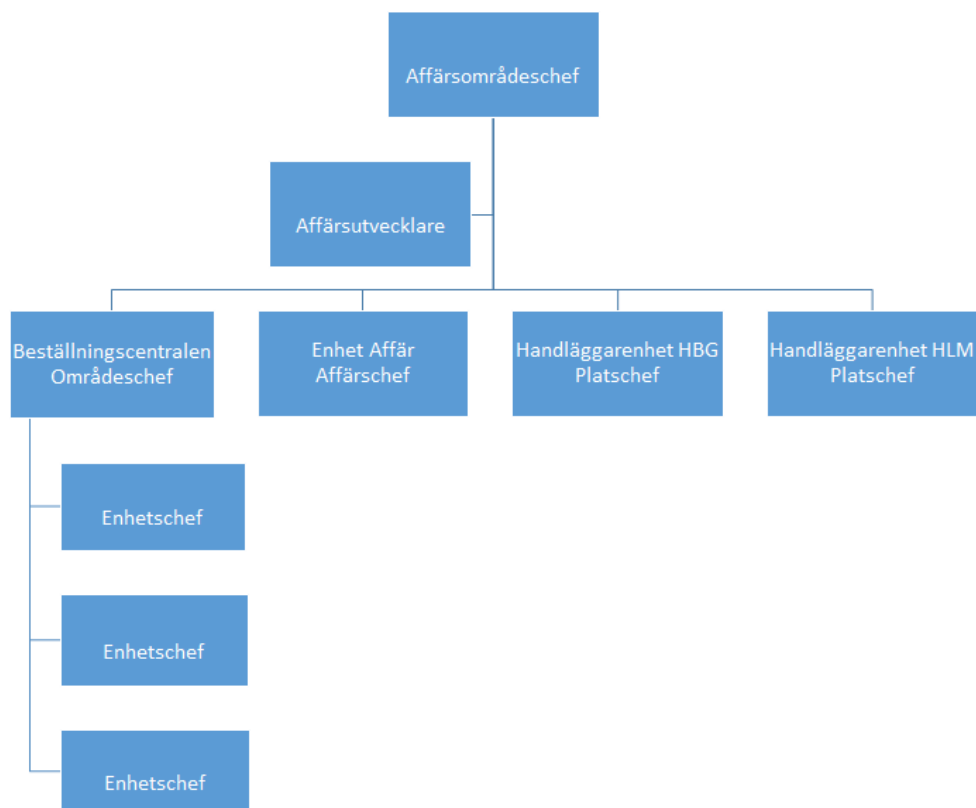 Affärsområdeschef
Affärsutvecklare
Beställningscentralen
Områdeschef
Enhet Affär
Affärschef
Handläggarenhet HBG
Platschef
Handläggarenhet HLM
Platschef
Enhetschef
Enhetschef
Enhetschef